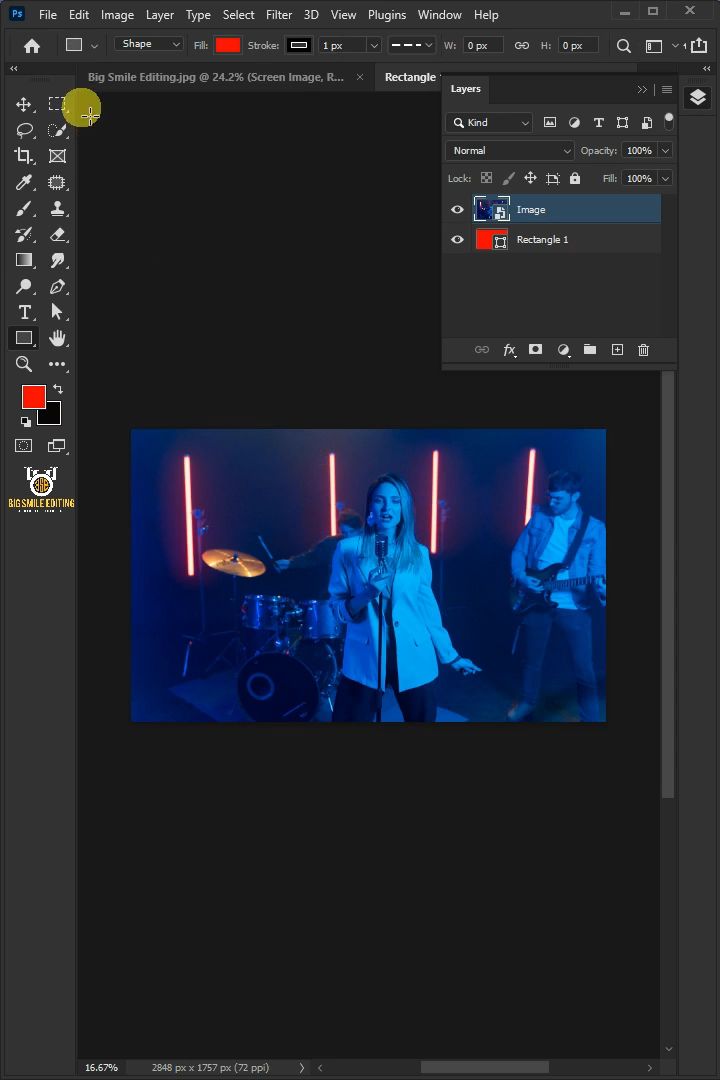 Ps File Edit Image Layer Type Select Filter 3D View Plugins Window Help
Shape Fill: Stroke: 1 px W: 0 px H: 0 px
Big Smile Editing.jpg @ 24.2% (Screen Image, R... × Rectangle
Layers
Kind
Normal Opacity: 100%
Lock: Fill: 100%
Image
Rectangle 1
fx
BIG SMILE EDITING
16.67% 2848 px x 1757 px (72 ppi)